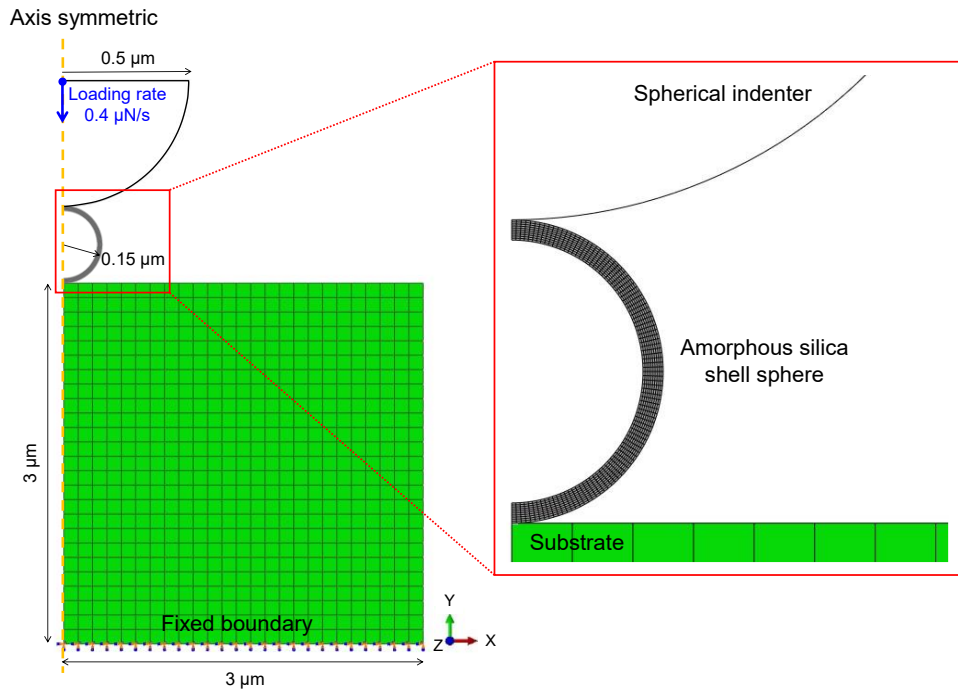 Axis symmetric
0.5 µm
Loading rate
0.4 µN/s
0.15 µm
3 µm
Fixed boundary
3 µm
Y
Z
X
Spherical indenter
Amorphous silica
shell sphere
Substrate